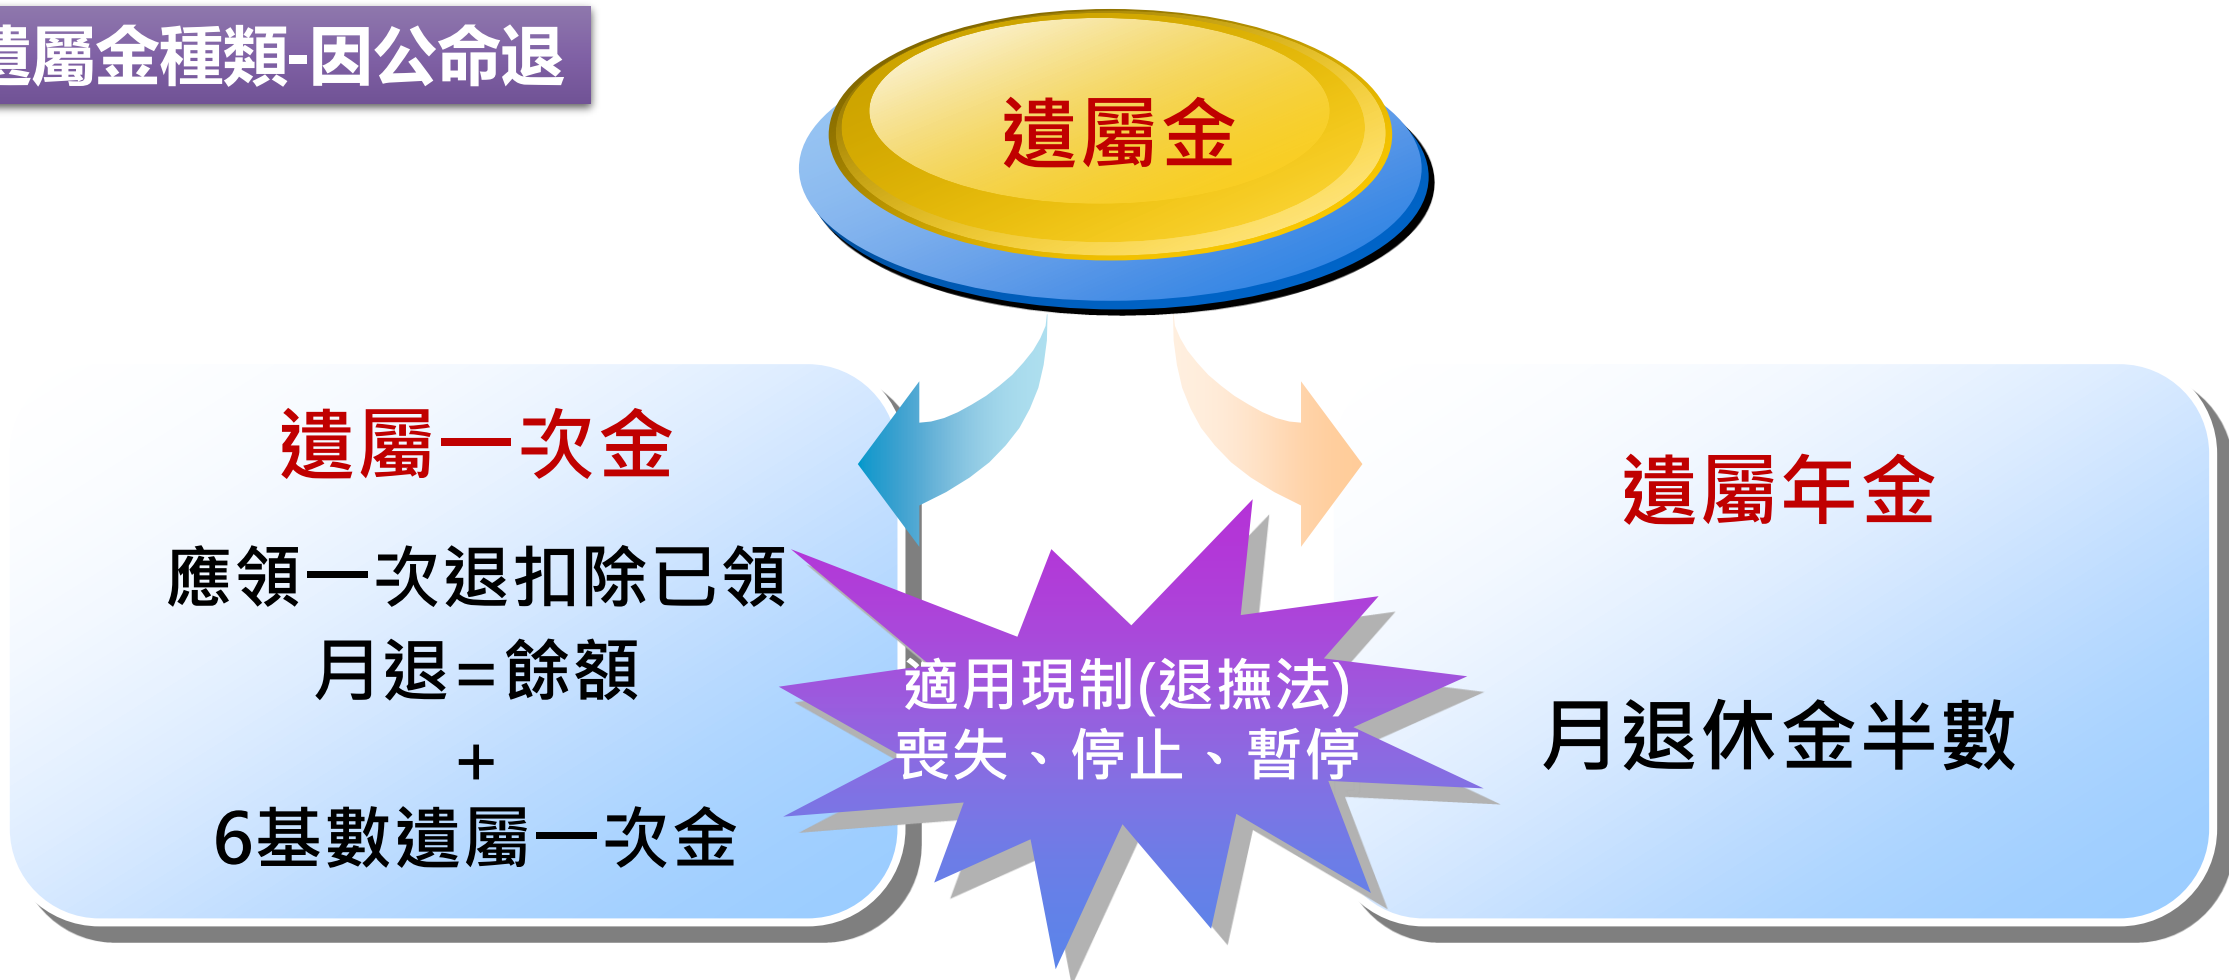 遺屬金種類-因公命退
遺屬金
遺屬一次金
應領一次退扣除已領
月退=餘額
+
6基數遺屬一次金
適用現制(退撫法)
喪失、停止、暫停
遺屬年金
月退休金半數